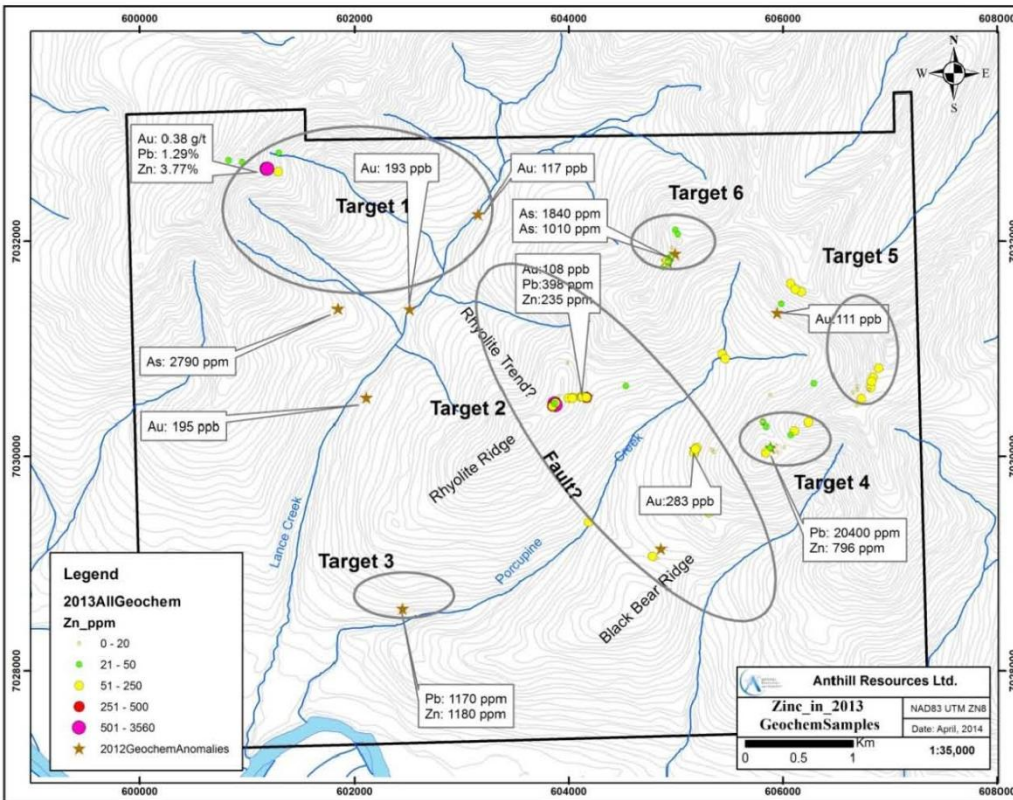 600000
602000
604000
606000
608000
N
W
E
S
Au: 0.38 g/t
Pb: 1.29%
Zn: 3.77%
Au: 193 ppb
Au: 117 ppb
Target 1
Target 6
As: 1840 ppm
As: 1010 ppm
7032000
7032000
Target 5
Au:108 ppb
Pb:398 ppm
Zn:235 ppm
Au:111 ppb
Rhyolite Trend?
As: 2790 ppm
Target 2
Au: 195 ppb
Rhyolite Ridge
Fault?
Creek
7030000
7030000
Target 4
Au:283 ppb
Lance Creek
Pb: 20400 ppm
Zn: 796 ppm
Target 3
Porcupine
Black Bear Ridge
Legend
2013AllGeochem
Zn_ppm
0 - 20
21 - 50
51 - 250
251 - 500
501 - 3560
2012GeochemAnomalies
7028000
7028000
Pb: 1170 ppm
Zn: 1180 ppm
Anthill Resources Ltd.
Zinc_in_2013
GeochemSamples
NAD83 UTM ZN8
Date: April, 2014
Km
0 0.5 1
1:35,000
600000
602000
604000
606000
608000